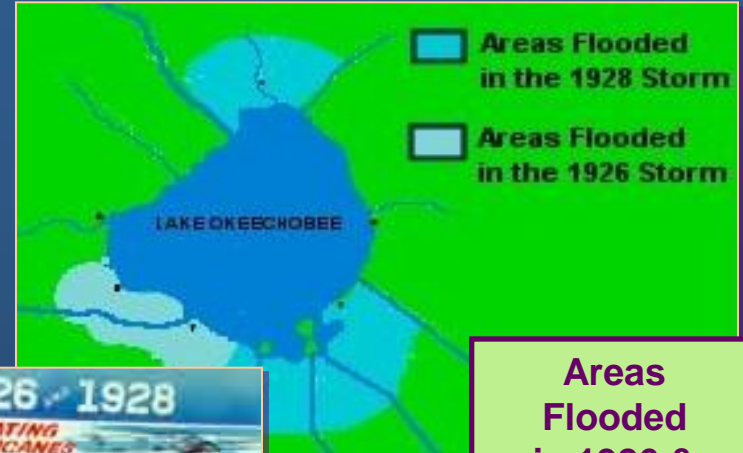 Areas Flooded
in the 1928 Storm
Areas Flooded
in the 1926 Storm
LAKE OKEECHOBEE
Areas
Flooded
26 1928